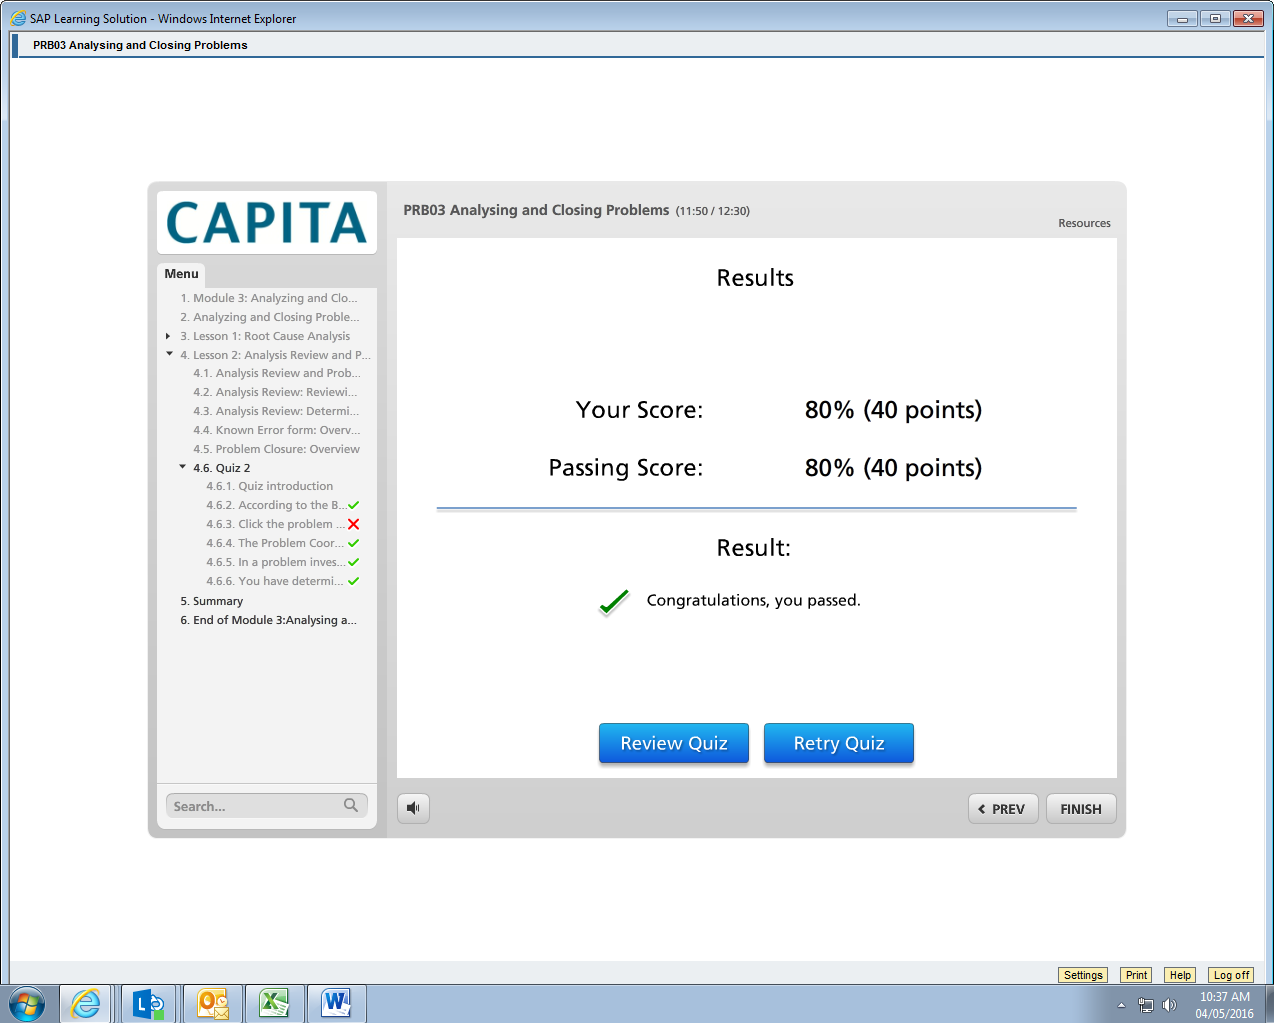 SAP Learning Solution - Windows Internet Explorer
PRB03 Analysing and Closing Problems
CAPITA
PRB03 Analysing and Closing Problems (11:50 / 12:30)
Resources
Menu
1. Module 3: Analyzing and Clo...
2. Analyzing and Closing Proble...
3. Lesson 1: Root Cause Analysis
4. Lesson 2: Analysis Review and P...
4.1. Analysis Review and Prob...
4.2. Analysis Review: Reviewi...
4.3. Analysis Review: Determi...
4.4. Known Error form: Overv...
4.5. Problem Closure: Overview
4.6. Quiz 2
4.6.1. Quiz introduction
4.6.2. According to the B...
4.6.3. Click the problem ...
4.6.4. The Problem Coor...
4.6.5. In a problem inves...
4.6.6. You have determi...
5. Summary
6. End of Module 3:Analysing a...
Search...
Results
Your Score: 80% (40 points)
Passing Score: 80% (40 points)
Result:
Congratulations, you passed.
Review Quiz Retry Quiz
PREV FINISH
Settings Print Help Log off
10:37 AM
04/05/2016